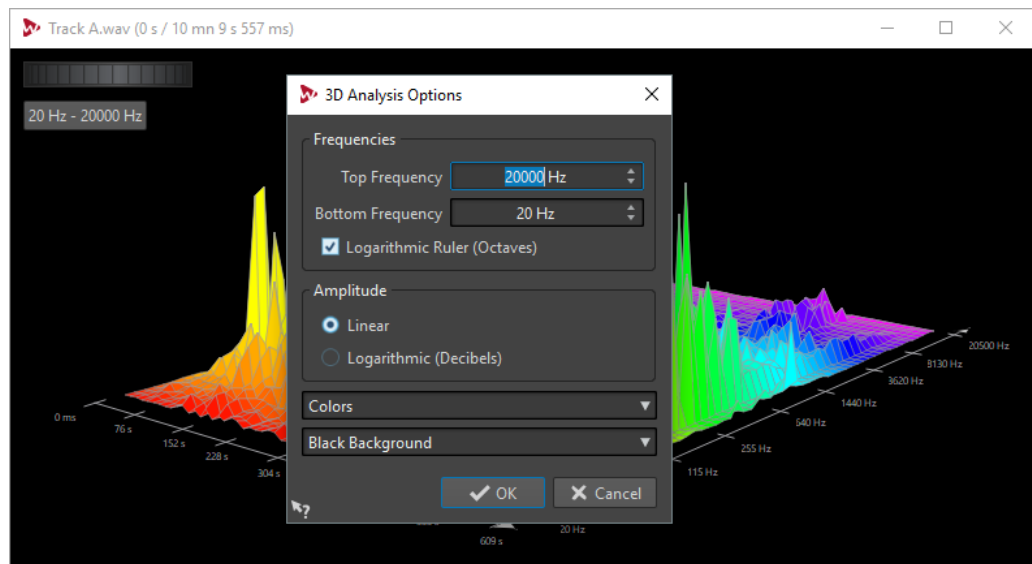 Track A.wav (0 s / 10 mn 9 s 557 ms)
20 Hz - 20000 Hz
3D Analysis Options
Frequencies
Top Frequency 20000 Hz
Bottom Frequency 20 Hz
Logarithmic Ruler (Octaves)
Amplitude
Linear
Logarithmic (Decibels)
Colors
Black Background
OK Cancel
0 ms
76 s
152 s
228 s
304 s
609 s
20 Hz
115 Hz
255 Hz
540 Hz
1440 Hz
3620 Hz
8130 Hz
20500 Hz